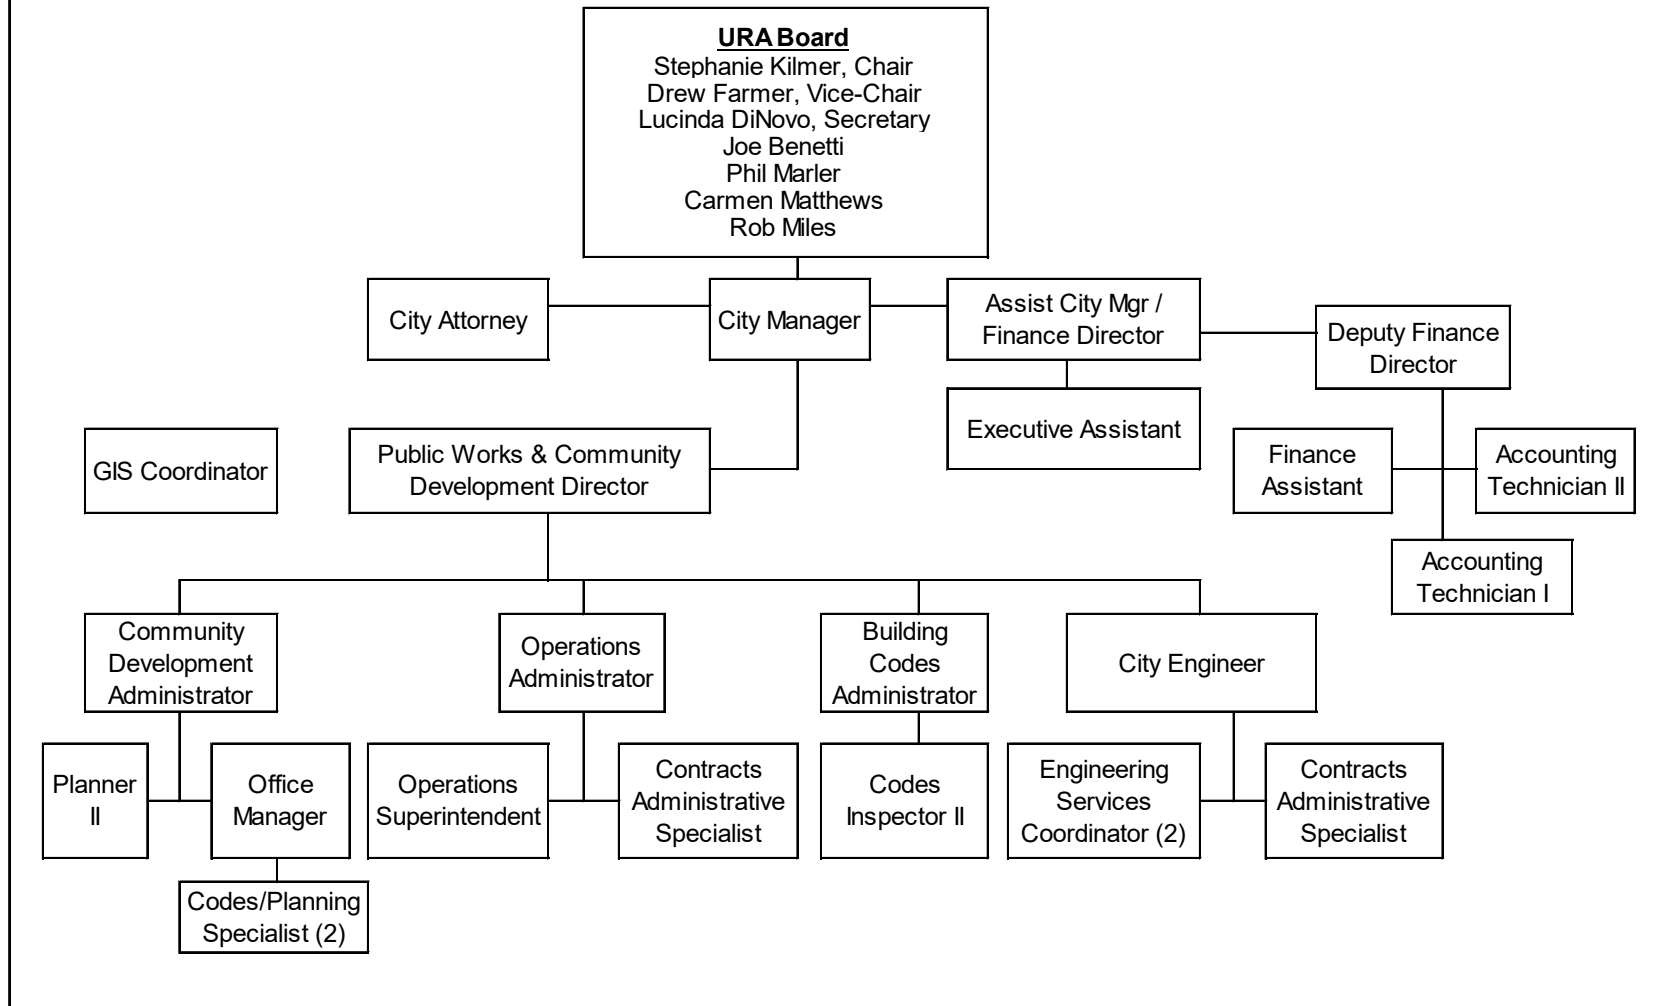 URA Board
Stephanie Kilmer, Chair
Drew Farmer, Vice-Chair
Lucinda DiNovo, Secretary
Joe Benetti
Phil Marler
Carmen Matthews
Rob Miles
City Attorney
City Manager
Assist City Mgr /
Finance Director
Deputy Finance
Director
Executive Assistant
GIS Coordinator
Public Works & Community
Development Director
Finance
Assistant
Accounting
Technician II
Accounting
Technician I
Community
Development
Administrator
Operations
Administrator
Building
Codes
Administrator
City Engineer
Planner
II
Office
Manager
Operations
Superintendent
Contracts
Administrative
Specialist
Codes
Inspector II
Engineering
Services
Coordinator (2)
Contracts
Administrative
Specialist
Codes/Planning
Specialist (2)